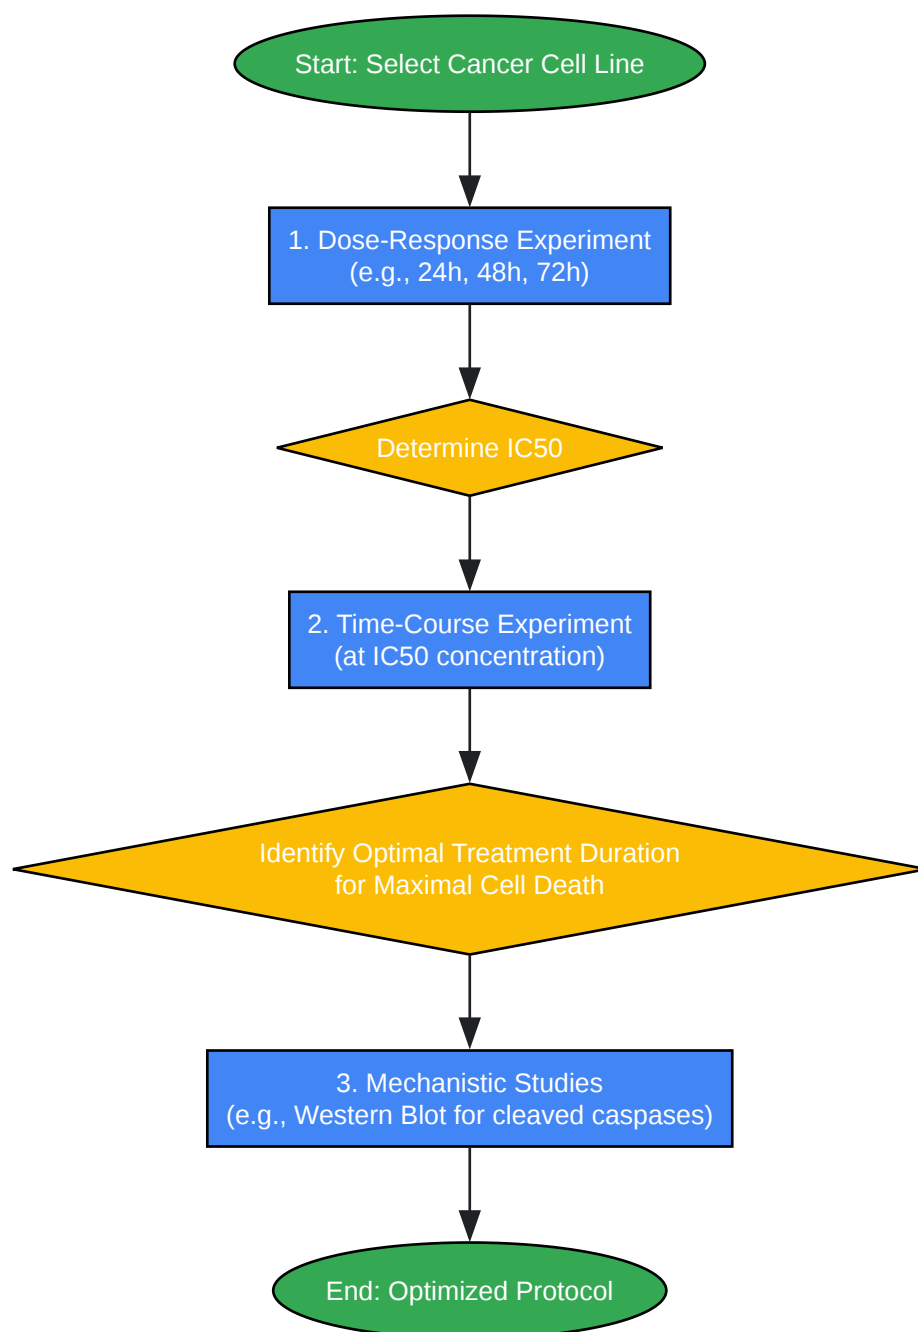 Start: Select Cancer Cell Line
1. Dose-Response Experiment
(e.g., 24h, 48h, 72h)
Determine IC50
2. Time-Course Experiment
(at IC50 concentration)
Identify Optimal Treatment Duration
for Maximal Cell Death
3. Mechanistic Studies
(e.g., Western Blot for cleaved caspases)
End: Optimized Protocol